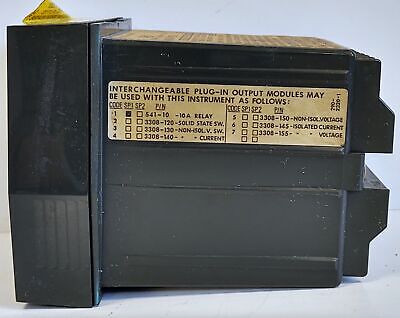 INTERCHANGEABLE PLUG-IN OUTPUT MODULES MAY
BE USED WITH THIS INSTRUMENT AS FOLLOWS:
CODE SP1 SP2 P/N
1 541-10 -10A RELAY
2 3308-120-SOLID STATE SW.
3 3308-130-NON-ISOL.V. SW.
4 3308-140- " " CURRENT
CODE SP1 SP2 P/N
5 3308-150-NON-ISOL.VOLTAGE
6 3308-145-ISOLATED CURRENT
7 3308-155- " " VOLTAGE